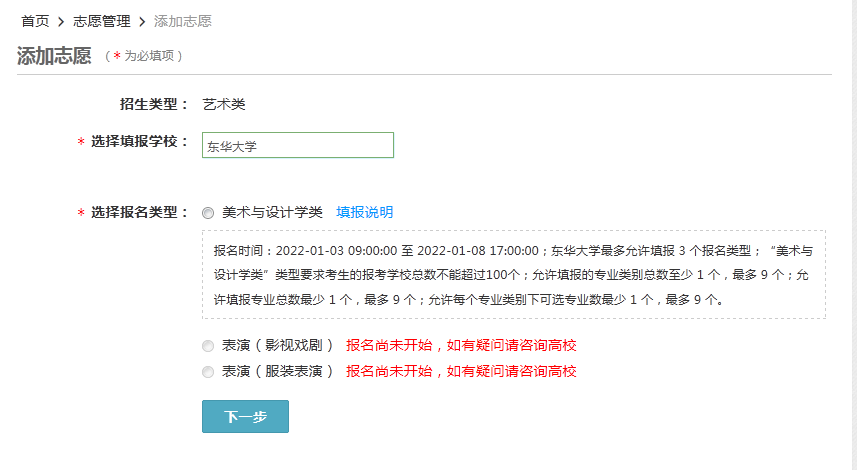 首页 > 志愿管理 > 添加志愿
添加志愿 （ * 为必填项 ）
招生类型： 艺术类
* 选择填报学校： 东华大学
* 选择报名类型： 美术与设计学类 填报说明
报名时间：2022-01-03 09:00:00 至 2022-01-08 17:00:00；东华大学最多允许填报 3 个报名类型；“美术与
设计学类”类型要求考生的报考学校总数不能超过100个；允许填报的专业类别总数至少 1 个，最多 9 个；允
许填报专业总数最少 1 个，最多 9 个；允许每个专业类别下可选专业数最少 1 个，最多 9 个。
表演（影视戏剧） 报名尚未开始，如有疑问请咨询高校
表演（服装表演） 报名尚未开始，如有疑问请咨询高校
下一步